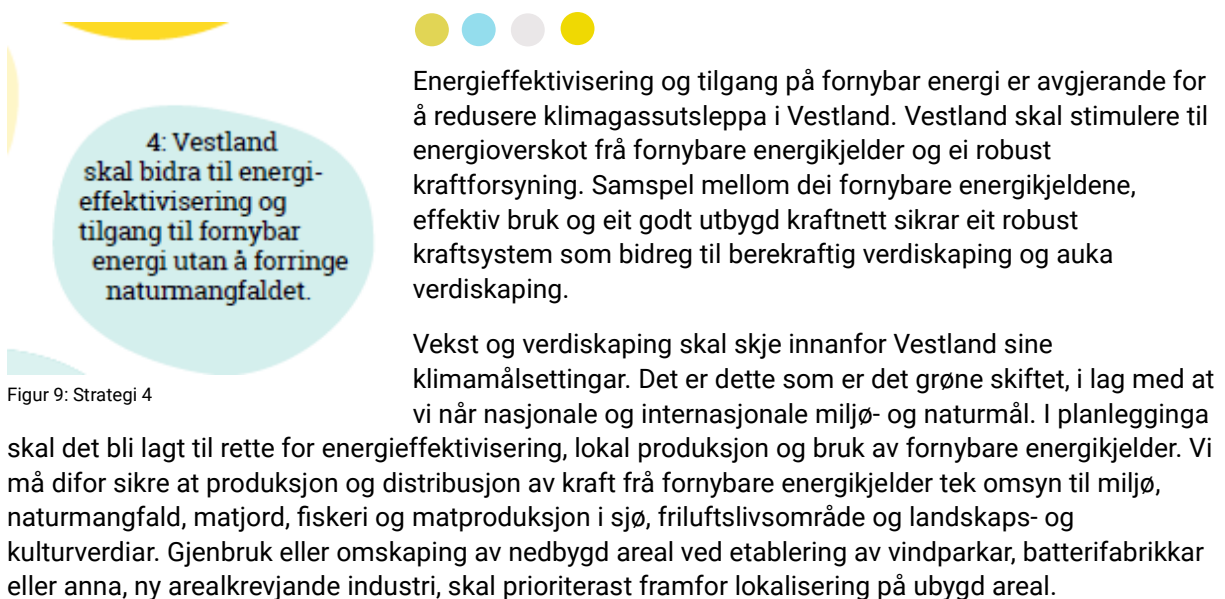 4: Vestland
skal bidra til energi-
effektivisering og
tilgang til fornybar
energi utan å forringe
naturmangfaldet.
Figur 9: Strategi 4
Energieffektivisering og tilgang på fornybar energi er avgjerande for
å redusere klimagassutsleppa i Vestland. Vestland skal stimulere til
energioverskot frå fornybare energikjelder og ei robust
kraftforsyning. Samspel mellom dei fornybare energikjeldene,
effektiv bruk og eit godt utbygd kraftnett sikrar eit robust
kraftsystem som bidreg til berekraftig verdiskaping og auka
verdiskaping.
Vekst og verdiskaping skal skje innanfor Vestland sine
klimamålsettingar. Det er dette som er det grøne skiftet, i lag med at
vi når nasjonale og internasjonale miljø- og naturmål. I planlegginga
skal det bli lagt til rette for energieffektivisering, lokal produksjon og bruk av fornybare energikjelder. Vi
må difor sikre at produksjon og distribusjon av kraft frå fornybare energikjelder tek omsyn til miljø,
naturmangfald, matjord, fiskeri og matproduksjon i sjø, friluftslivsområde og landskaps- og
kulturverdiar. Gjenbruk eller omskaping av nedbygd areal ved etablering av vindparkar, batterifabrikkar
eller anna, ny arealkrevjande industri, skal prioriterast framfor lokalisering på ubygd areal.